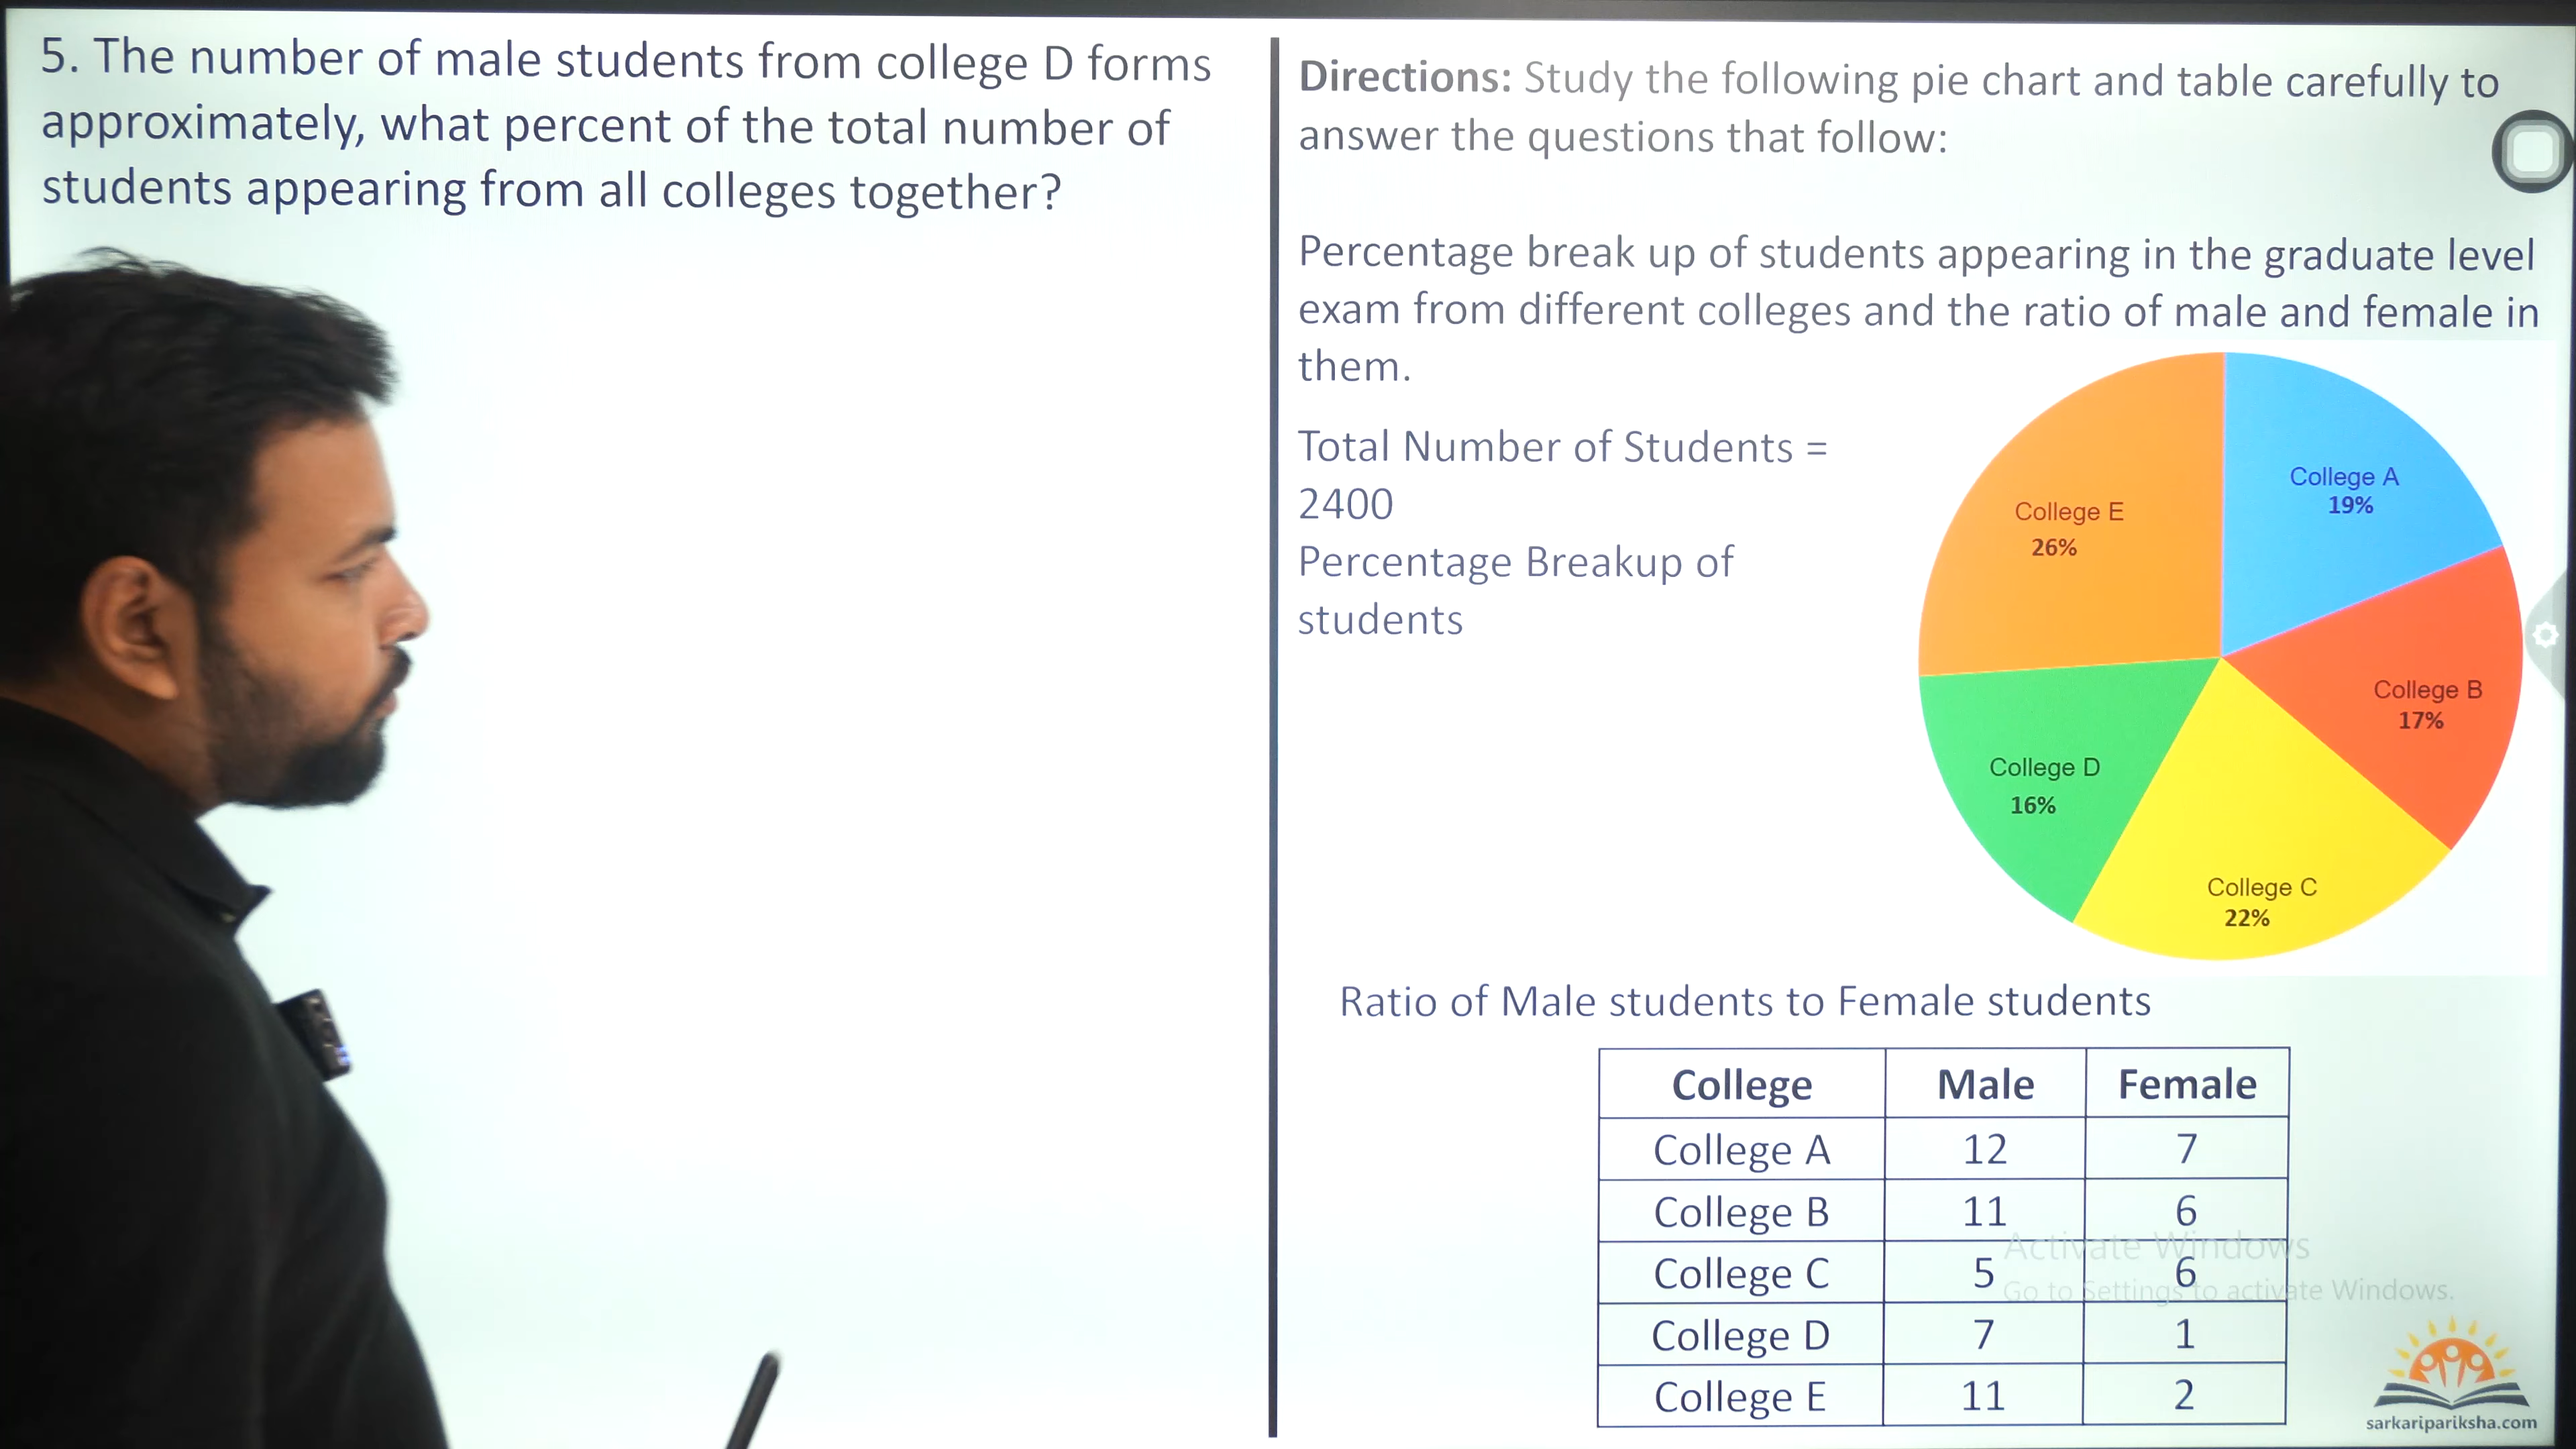 5. The number of male students from college D forms
approximately, what percent of the total number of
students appearing from all colleges together?
Directions: Study the following pie chart and table carefully to
answer the questions that follow:
Percentage break up of students appearing in the graduate level
exam from different colleges and the ratio of male and female in
them.
Total Number of Students =
2400
Percentage Breakup of
students
College A
19%
College E
26%
College B
17%
College D
16%
College C
22%
Ratio of Male students to Female students
College Male Female
College A 12 7
College B 11 6
College C 5 6
College D 7 1
College E 11 2
Activate Windows
Go to Settings to activate Windows.
sarkaripariksha.com